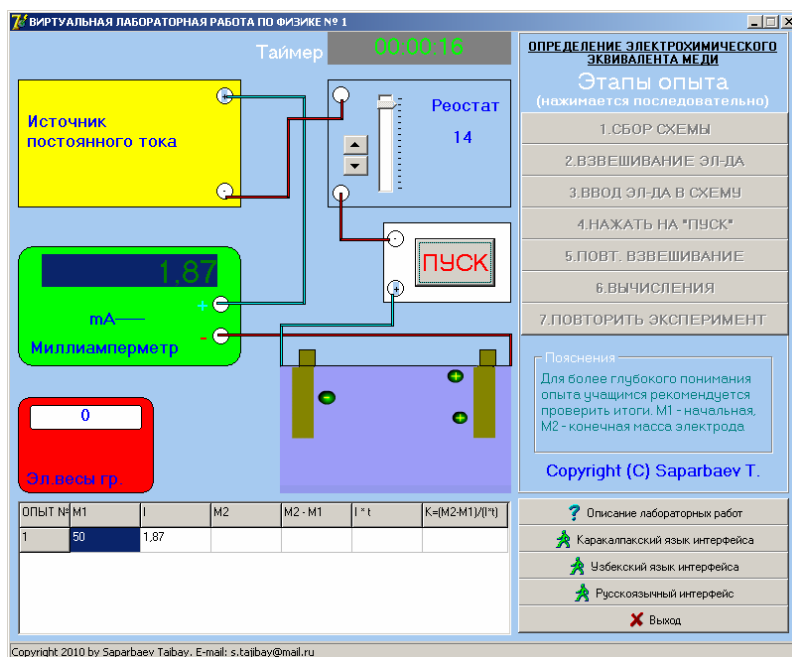 ВИРТУАЛЬНАЯ ЛАБОРАТОРНАЯ РАБОТА ПО ФИЗИКЕ № 1
Таймер 00:00:16
Источник
постоянного тока
Реостат
14
ПУСК
1,87
mA
Миллиамперметр
0
Эл.весы гр.
ОПРЕДЕЛЕНИЕ ЭЛЕКТРОХИМИЧЕСКОГО
ЭКВИВАЛЕНТА МЕДИ
Этапы опыта
(нажимается последовательно)
1.СБОР СХЕМЫ
2.ВЗВЕШИВАНИЕ ЭЛ-ДА
3.ВВОД ЭЛ-ДА В СХЕМУ
4.НАЖАТЬ НА "ПУСК"
5.ПОВТ. ВЗВЕШИВАНИЕ
6.ВЫЧИСЛЕНИЯ
7.ПОВТОРИТЬ ЭКСПЕРИМЕНТ
Пояснения
Для более глубокого понимания
опыта учащимся рекомендуется
проверить итоги. М1 - начальная,
М2 - конечная масса электрода
Copyright (C) Saparbaev T.
ОПЫТ № М1 I М2 М2 - М1 I * t K=(M2-M1)/(I*t)
1 50 1,87
Описание лабораторных работ
Каракалпакский язык интерфейса
Узбекский язык интерфейса
Русскоязычный интерфейс
Выход
Copyright 2010 by Saparbaev Taibay. E-mail: s.tajibay@mail.ru